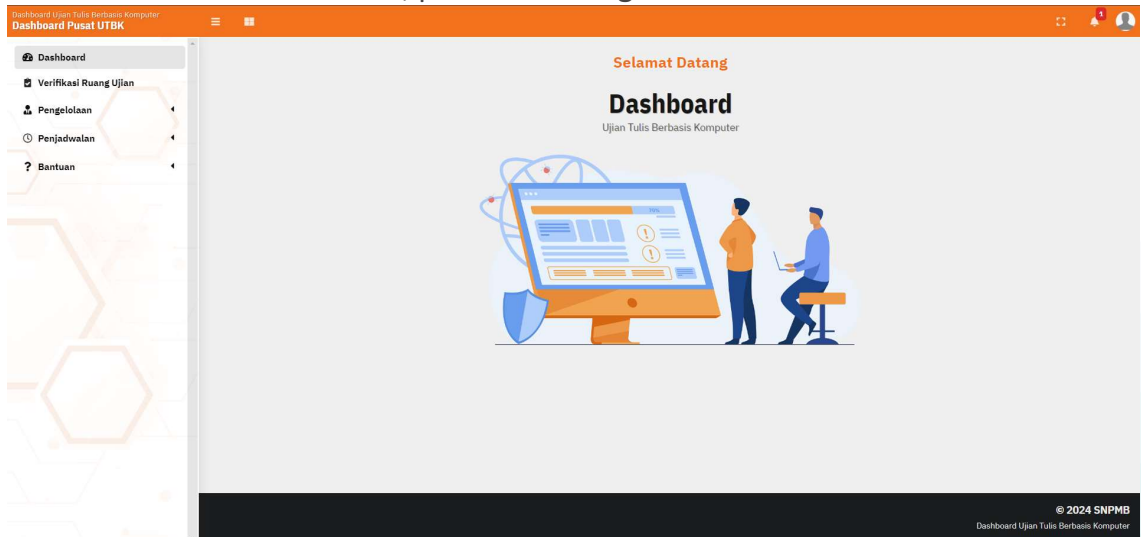 Dashboard Ujian Tulis Berbasis Komputer
Dashboard Pusat UTBK
1
Dashboard
Verifikasi Ruang Ujian
Pengelolaan
Penjadwalan
? Bantuan
Selamat Datang
Dashboard
Ujian Tulis Berbasis Komputer
70%
© 2024 SNPMB
Dashboard Ujian Tulis Berbasis Komputer